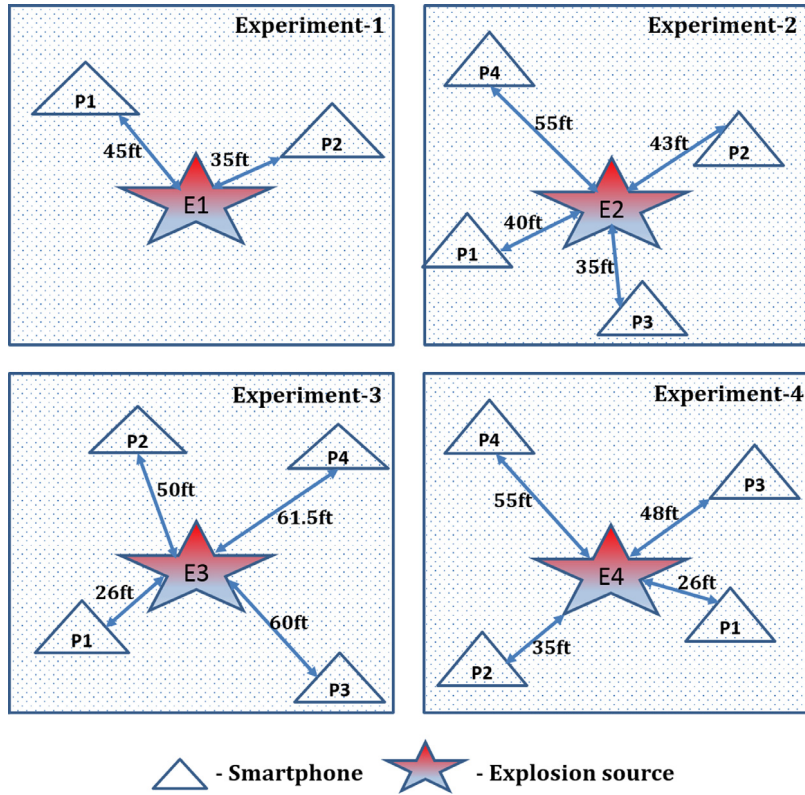 Experiment-1
P1
P2
45ft
35ft
E1
Experiment-2
P4
55ft
43ft
P2
E2
40ft
P1
35ft
P3
Experiment-3
P2
P4
50ft
61.5ft
E3
26ft
P1
60ft
P3
Experiment-4
P4
P3
55ft
48ft
E4
26ft
P1
35ft
P2
- Smartphone
- Explosion source